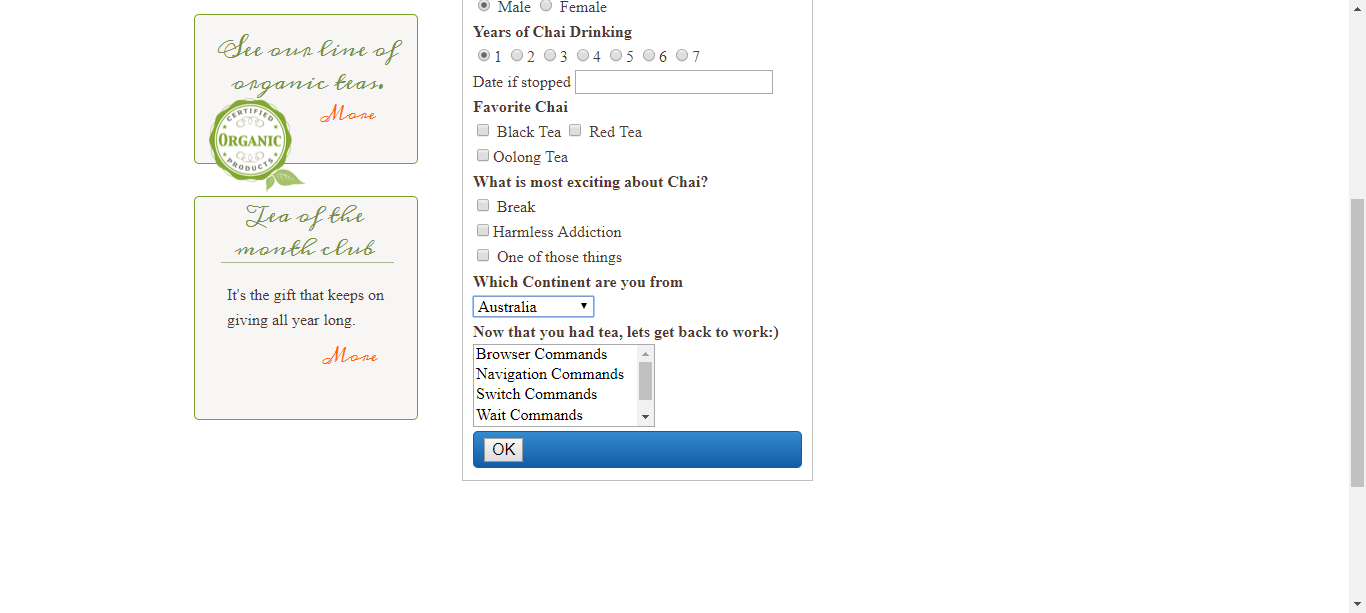 See our line of
organic teas.
More
CERTIFIED
ORGANIC
PRODUCTS
Tea of the
month club
It's the gift that keeps on
giving all year long.
More
Male Female
Years of Chai Drinking
1 2 3 4 5 6 7
Date if stopped
Favorite Chai
Black Tea Red Tea
Oolong Tea
What is most exciting about Chai?
Break
Harmless Addiction
One of those things
Which Continent are you from
Australia
Now that you had tea, lets get back to work:)
Browser Commands
Navigation Commands
Switch Commands
Wait Commands
OK